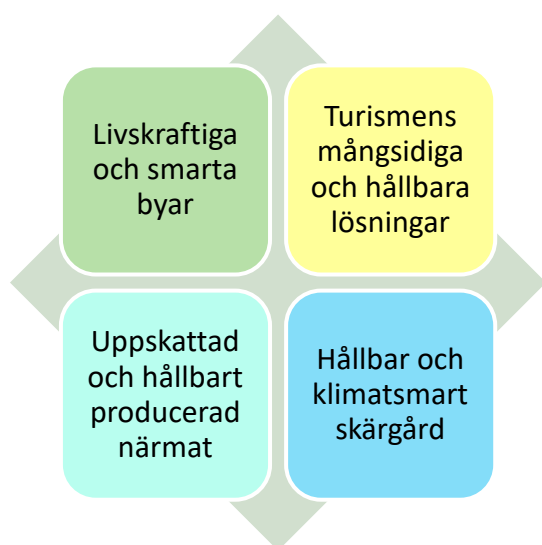 Livskraftiga
och smarta
byar
Turismens
mångsidiga
och hållbara
lösningar
Uppskattad
och hållbart
producerad
närmat
Hållbar och
klimatsmart
skärgård